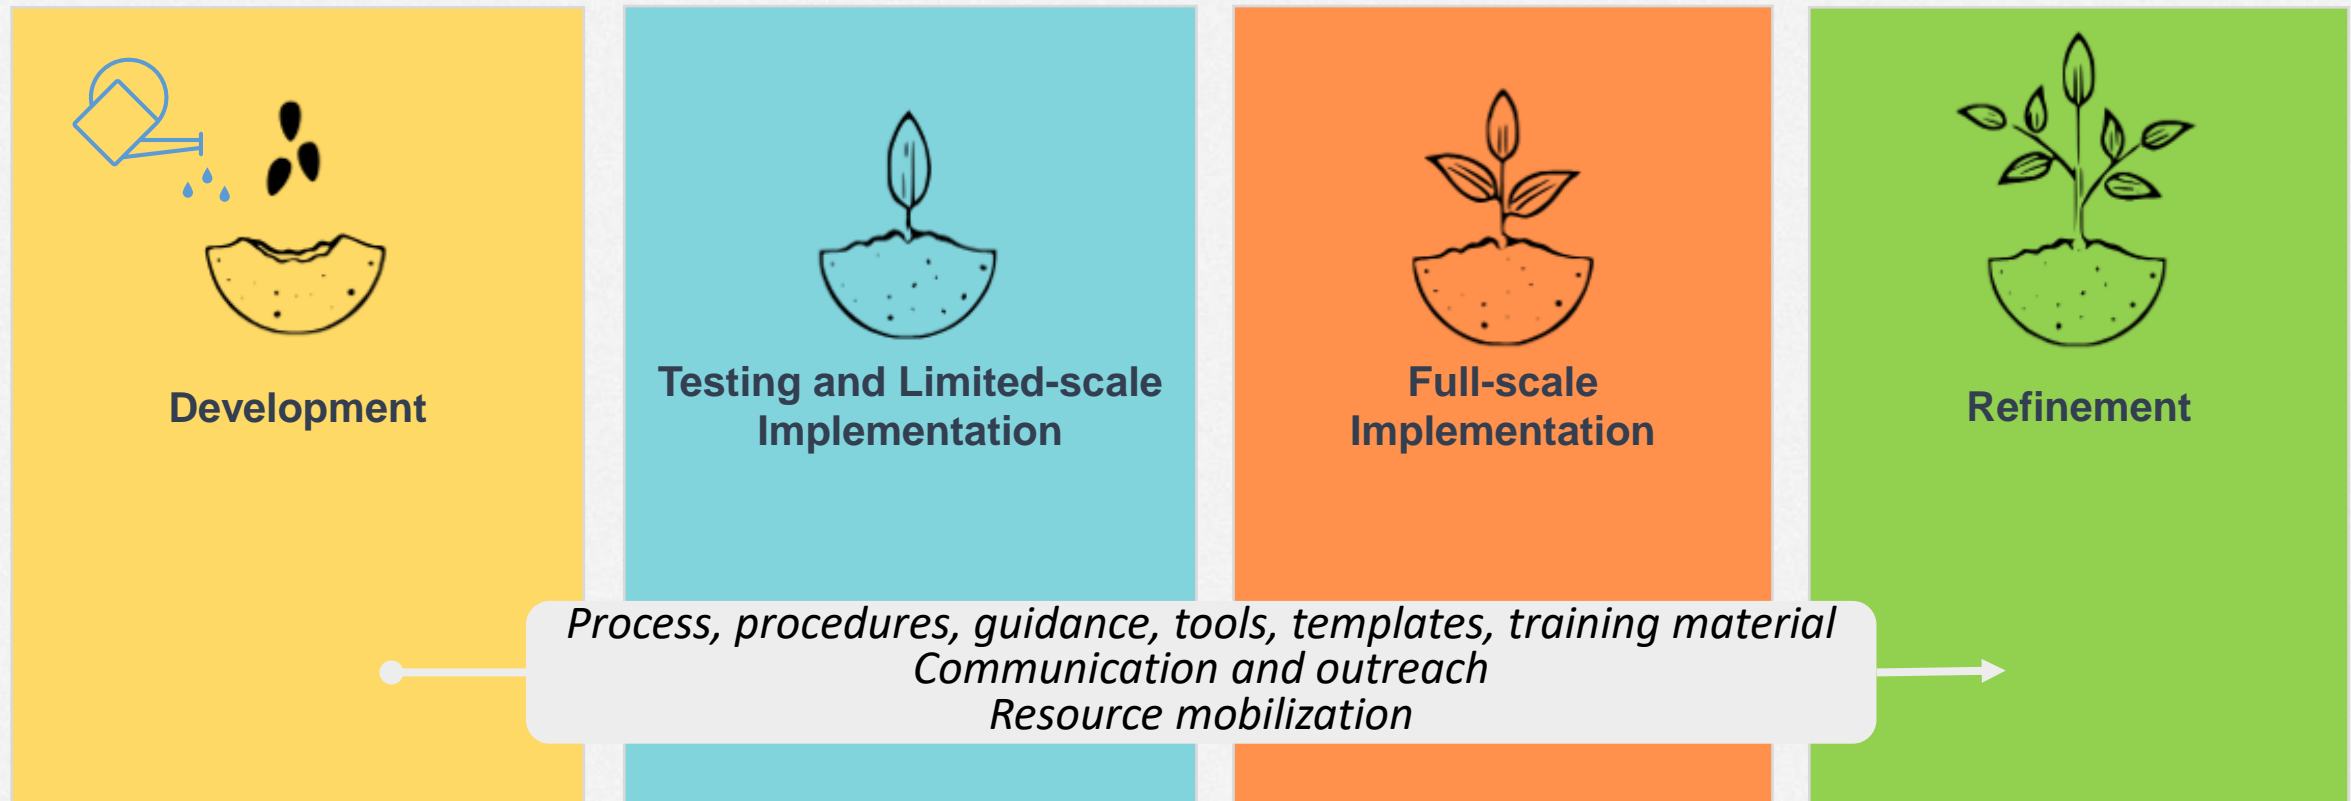 Development
Testing and Limited-scale
Implementation
Full-scale
Implementation
Refinement
Process, procedures, guidance, tools, templates, training material
Communication and outreach
Resource mobilization